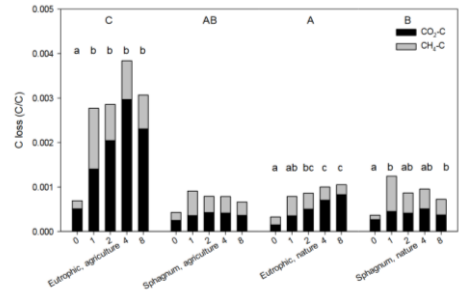 0.005
C AB A B
CO₂-C
CH₄-C
0.004
a b b b b
0.003
C loss (C/C)
0.002
a ab bc c c
a b ab ab b
0.001
0.000
0 1 2 4 8 0 1 2 4 8 0 1 2 4 8 0 1 2 4 8
Eutrophic, agriculture
Sphagnum, agriculture
Eutrophic, nature
Sphagnum, nature